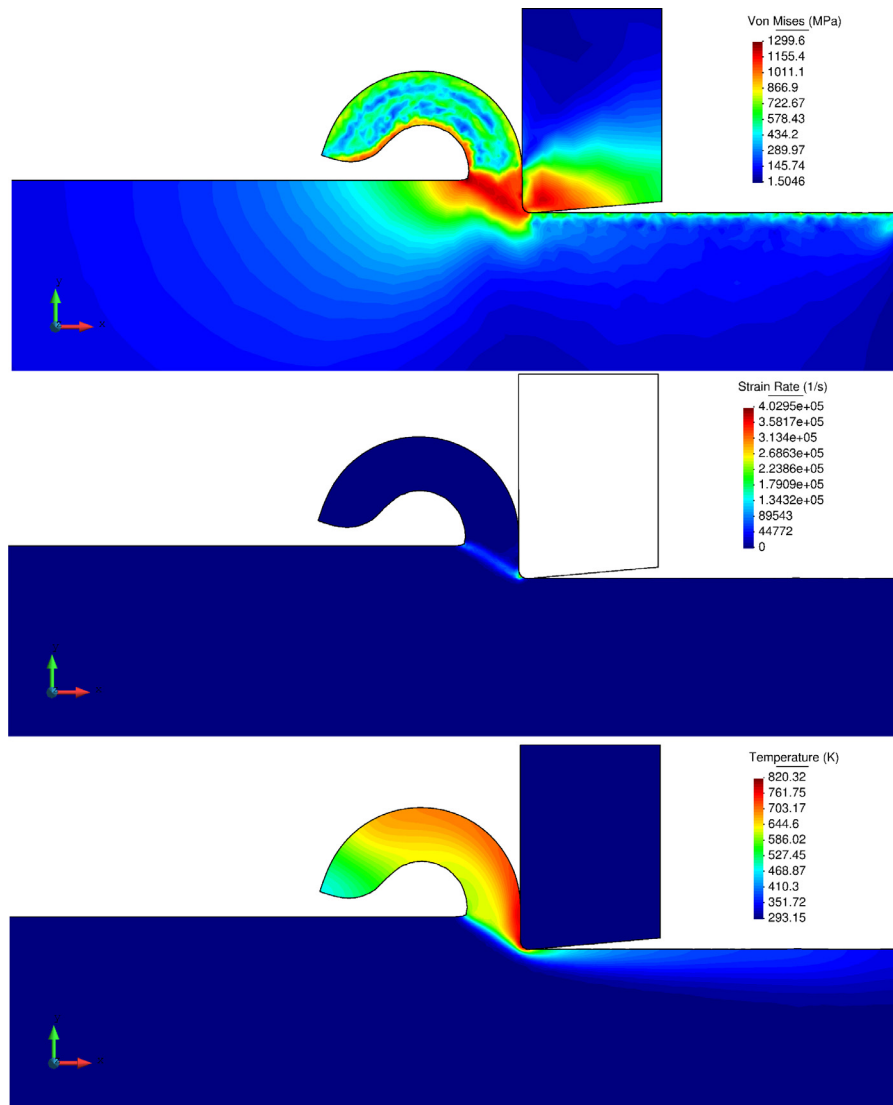 Von Mises (MPa)
1299.6
1155.4
1011.1
866.9
722.67
578.43
434.2
289.97
145.74
1.5046
Strain Rate (1/s)
4.0295e+05
3.5817e+05
3.134e+05
2.6863e+05
2.2386e+05
1.7909e+05
1.3432e+05
89543
44772
0
Temperature (K)
820.32
761.75
703.17
644.6
586.02
527.45
468.87
410.3
351.72
293.15